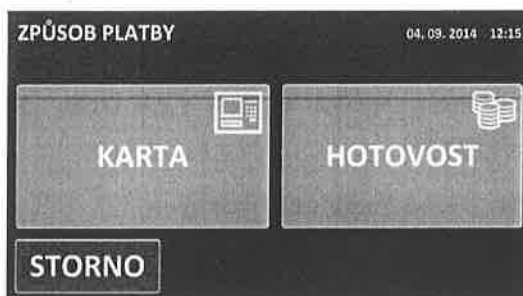 ZPŮSOB PLATBY
04. 09. 2014 12:15
KARTA
HOTOVOST
STORNO